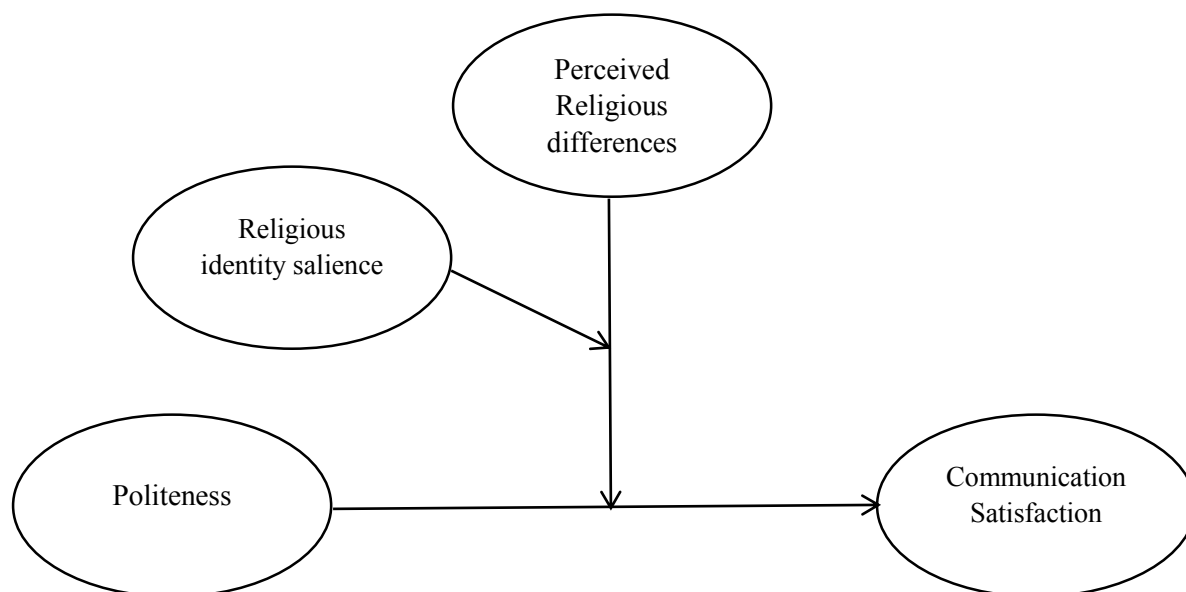 Perceived
Religious
differences
Religious
identity salience
Politeness
Communication
Satisfaction